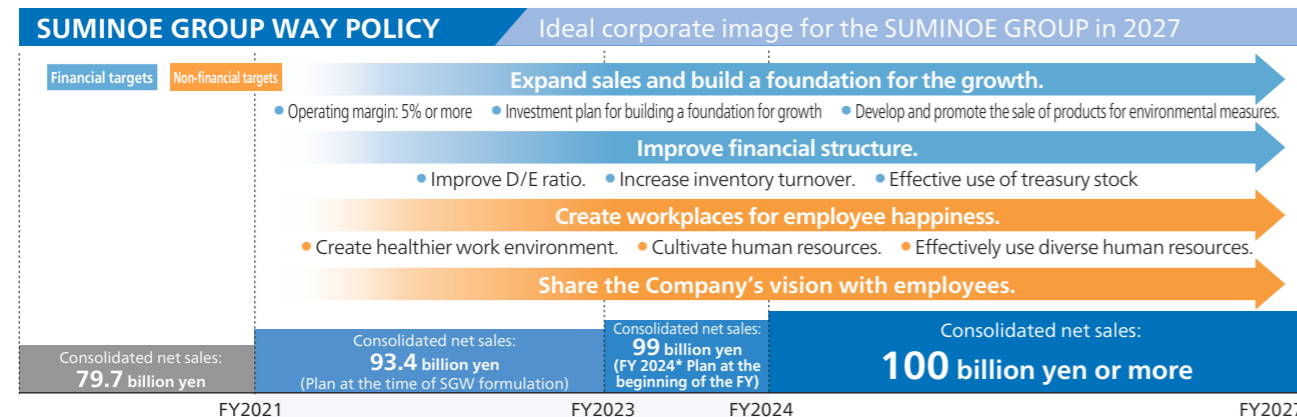 SUMINOE GROUP WAY POLICY
Ideal corporate image for the SUMINOE GROUP in 2027
Financial targets
Non-financial targets
Expand sales and build a foundation for the growth.
● Operating margin: 5% or more ● Investment plan for building a foundation for growth ● Develop and promote the sale of products for environmental measures.
Improve financial structure.
● Improve D/E ratio. ● Increase inventory turnover. ● Effective use of treasury stock
Create workplaces for employee happiness.
● Create healthier work environment. ● Cultivate human resources. ● Effectively use diverse human resources.
Share the Company’s vision with employees.
Consolidated net sales:
79.7 billion yen
Consolidated net sales:
93.4 billion yen
(Plan at the time of SGW formulation)
Consolidated net sales:
99 billion yen
(FY 2024* Plan at the
beginning of the FY)
Consolidated net sales:
100 billion yen or more
FY2021
FY2023
FY2024
FY2027